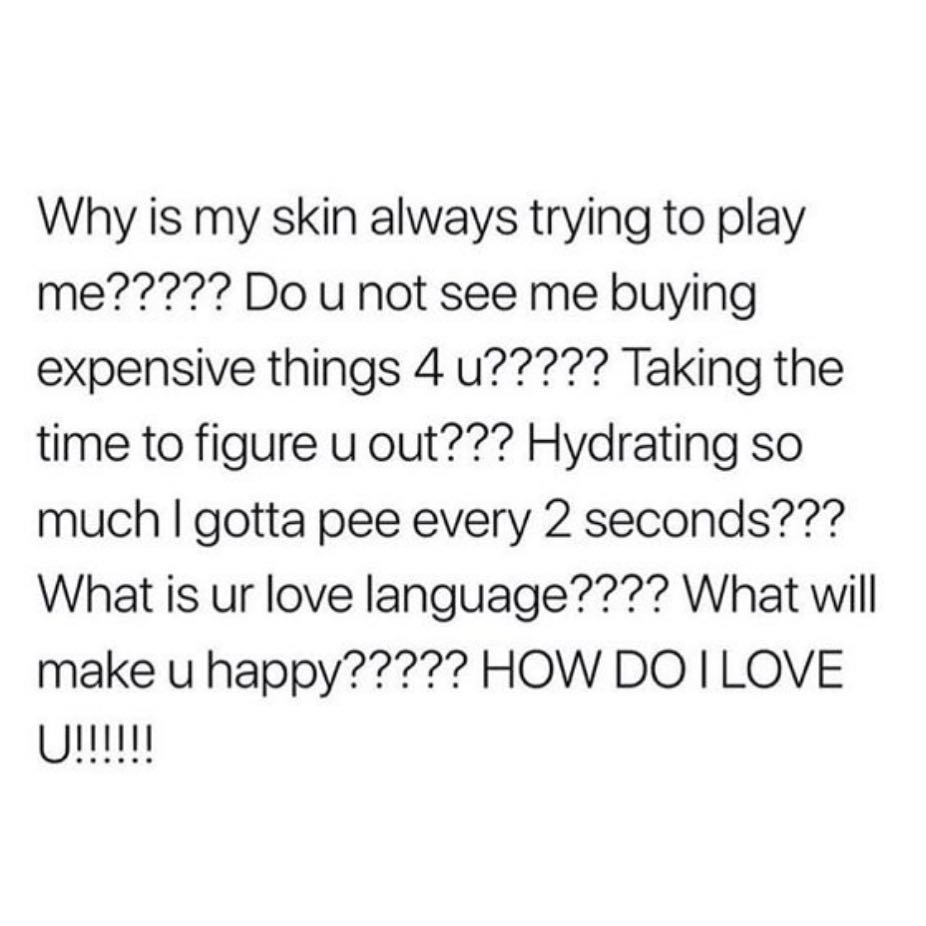 Why is my skin always trying to play
me????? Do u not see me buying
expensive things 4 u????? Taking the
time to figure u out??? Hydrating so
much I gotta pee every 2 seconds???
What is ur love language???? What will
make u happy????? HOW DO I LOVE
U!!!!!!